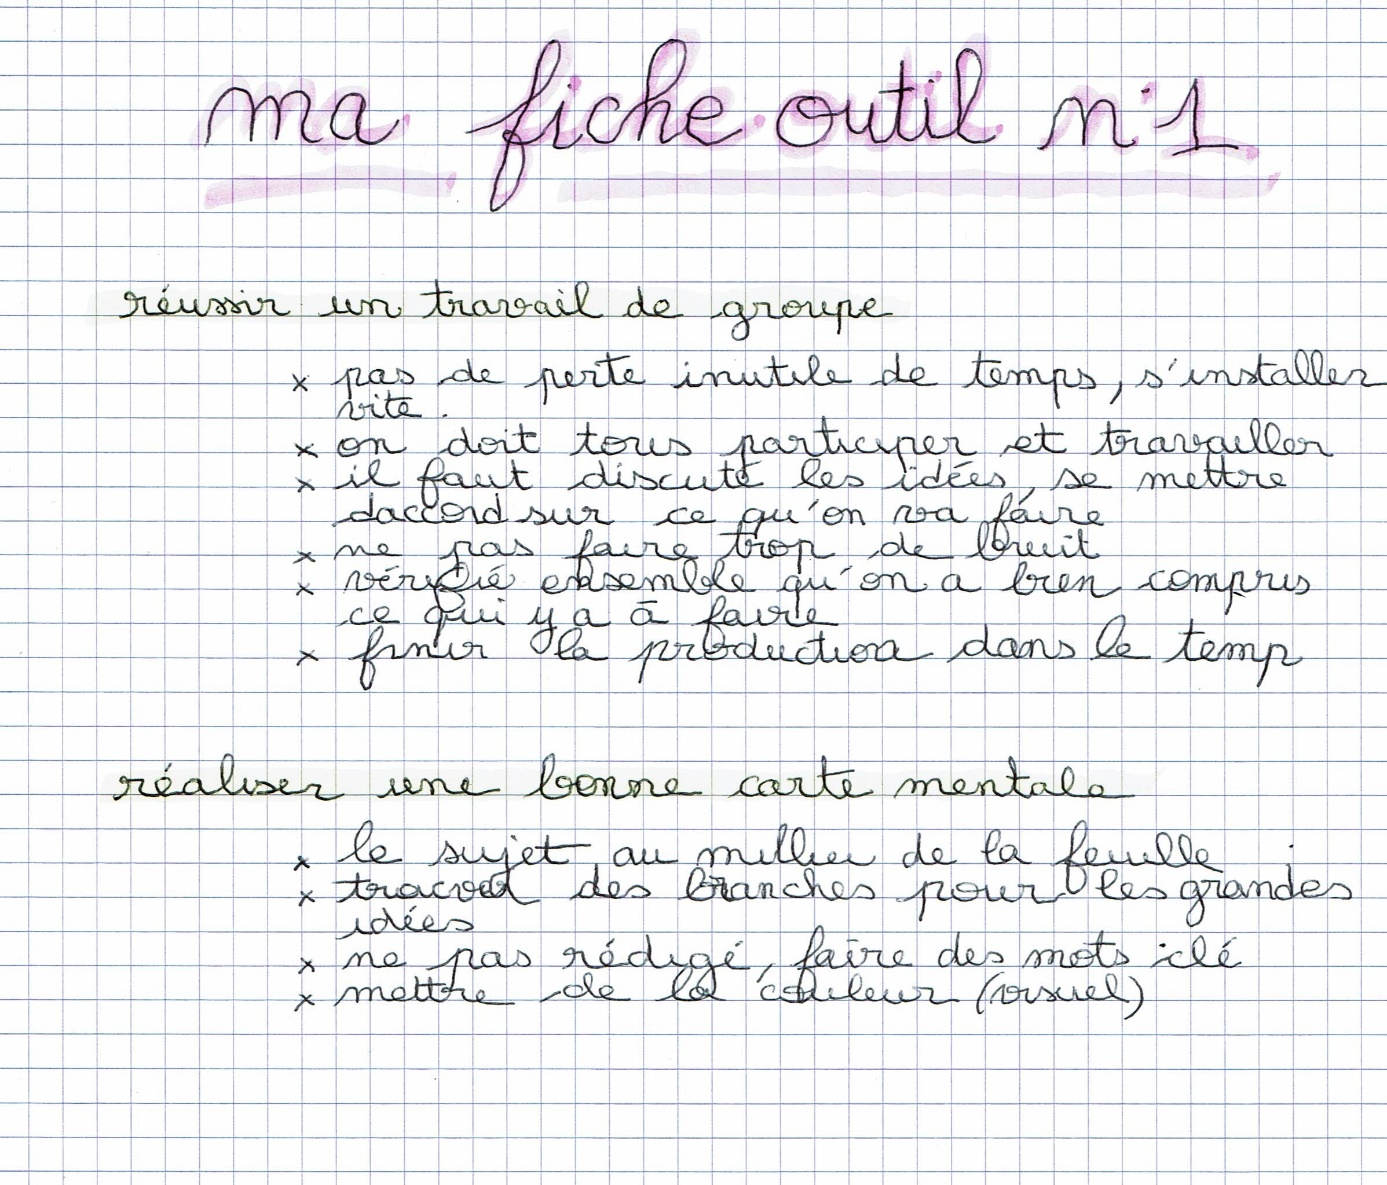 ma fiche outil n°1
réussir un travail de groupe
x pas de perte inutile de temps, s'installer
vite.
x on doit tous participer et travailler
x il faut discuté les idées, se mettre
daccord sur ce qu'on va faire
x ne pas faire trop de bruit
x vérifié ensemble qu'on a bien compris
ce qui y a à faire
x finir la production dans le temp
réaliser une bonne carte mentale
x le sujet au millieu de la feuille
x des branches pour les grandes
idées
x ne pas rédigé, faire des mots clé
x mettre de la couleur (visuel)